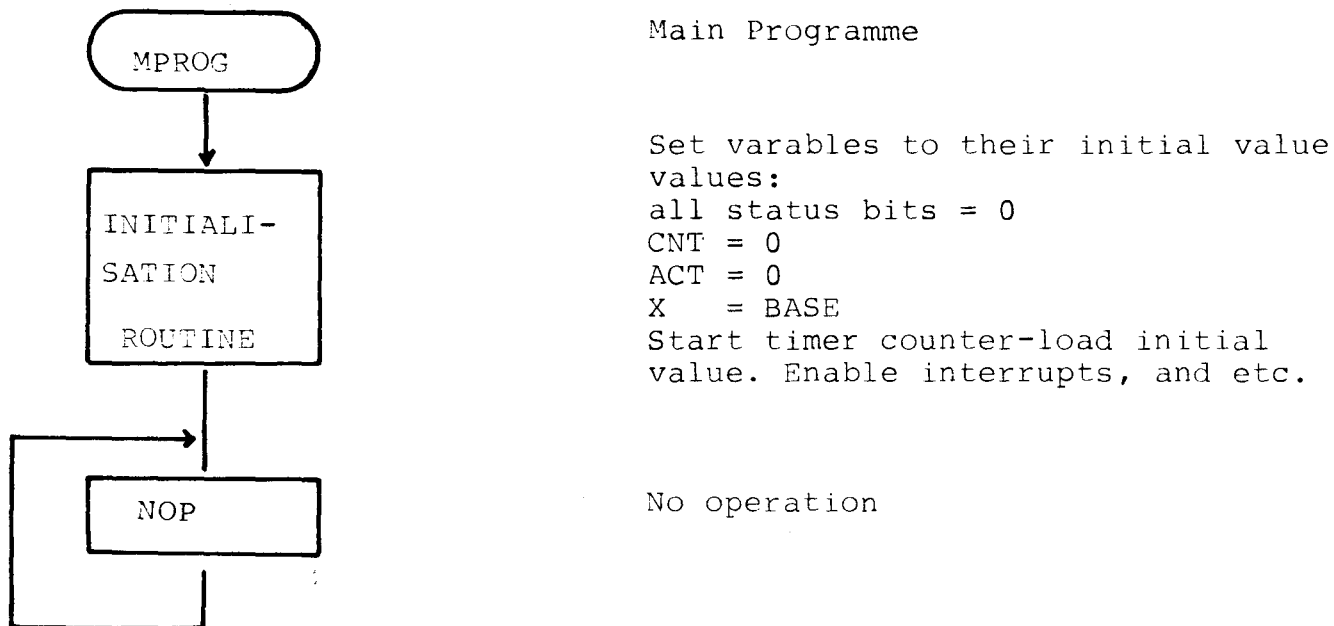 MPROG
Main Programme
INITIALI-
SATION
ROUTINE
Set varables to their initial value
values:
all status bits = 0
CNT = 0
ACT = 0
X = BASE
Start timer counter-load initial
value. Enable interrupts, and etc.
NOP
No operation